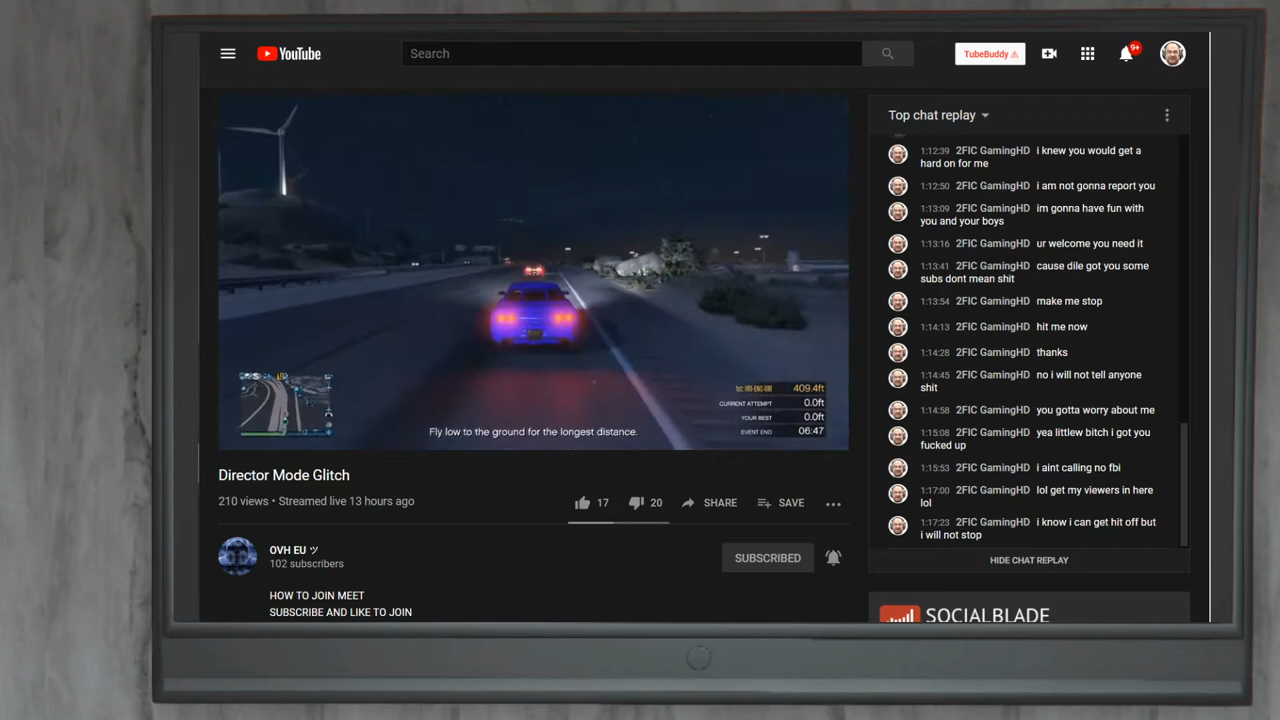 YouTube
Search
TubeBuddy
9+
Fly low to the ground for the longest distance.
409.4ft
CURRENT ATTEMPT 0.0ft
YOUR BEST 0.0ft
EVENT END 06:47
Director Mode Glitch
210 views • Streamed live 13 hours ago
17 20 SHARE SAVE
OVH EU ツ
102 subscribers
SUBSCRIBED
HOW TO JOIN MEET
SUBSCRIBE AND LIKE TO JOIN
Top chat replay
1:12:39 2FIC GamingHD i knew you would get a
hard on for me
1:12:50 2FIC GamingHD i am not gonna report you
1:13:09 2FIC GamingHD im gonna have fun with
you and your boys
1:13:16 2FIC GamingHD ur welcome you need it
1:13:41 2FIC GamingHD cause dile got you some
subs dont mean shit
1:13:54 2FIC GamingHD make me stop
1:14:13 2FIC GamingHD hit me now
1:14:28 2FIC GamingHD thanks
1:14:45 2FIC GamingHD no i will not tell anyone
shit
1:14:58 2FIC GamingHD you gotta worry about me
1:15:08 2FIC GamingHD yea littlew bitch i got you
fucked up
1:15:53 2FIC GamingHD i aint calling no fbi
1:17:00 2FIC GamingHD lol get my viewers in here
lol
1:17:23 2FIC GamingHD i know i can get hit off but
i will not stop
HIDE CHAT REPLAY
SOCIALBLADE